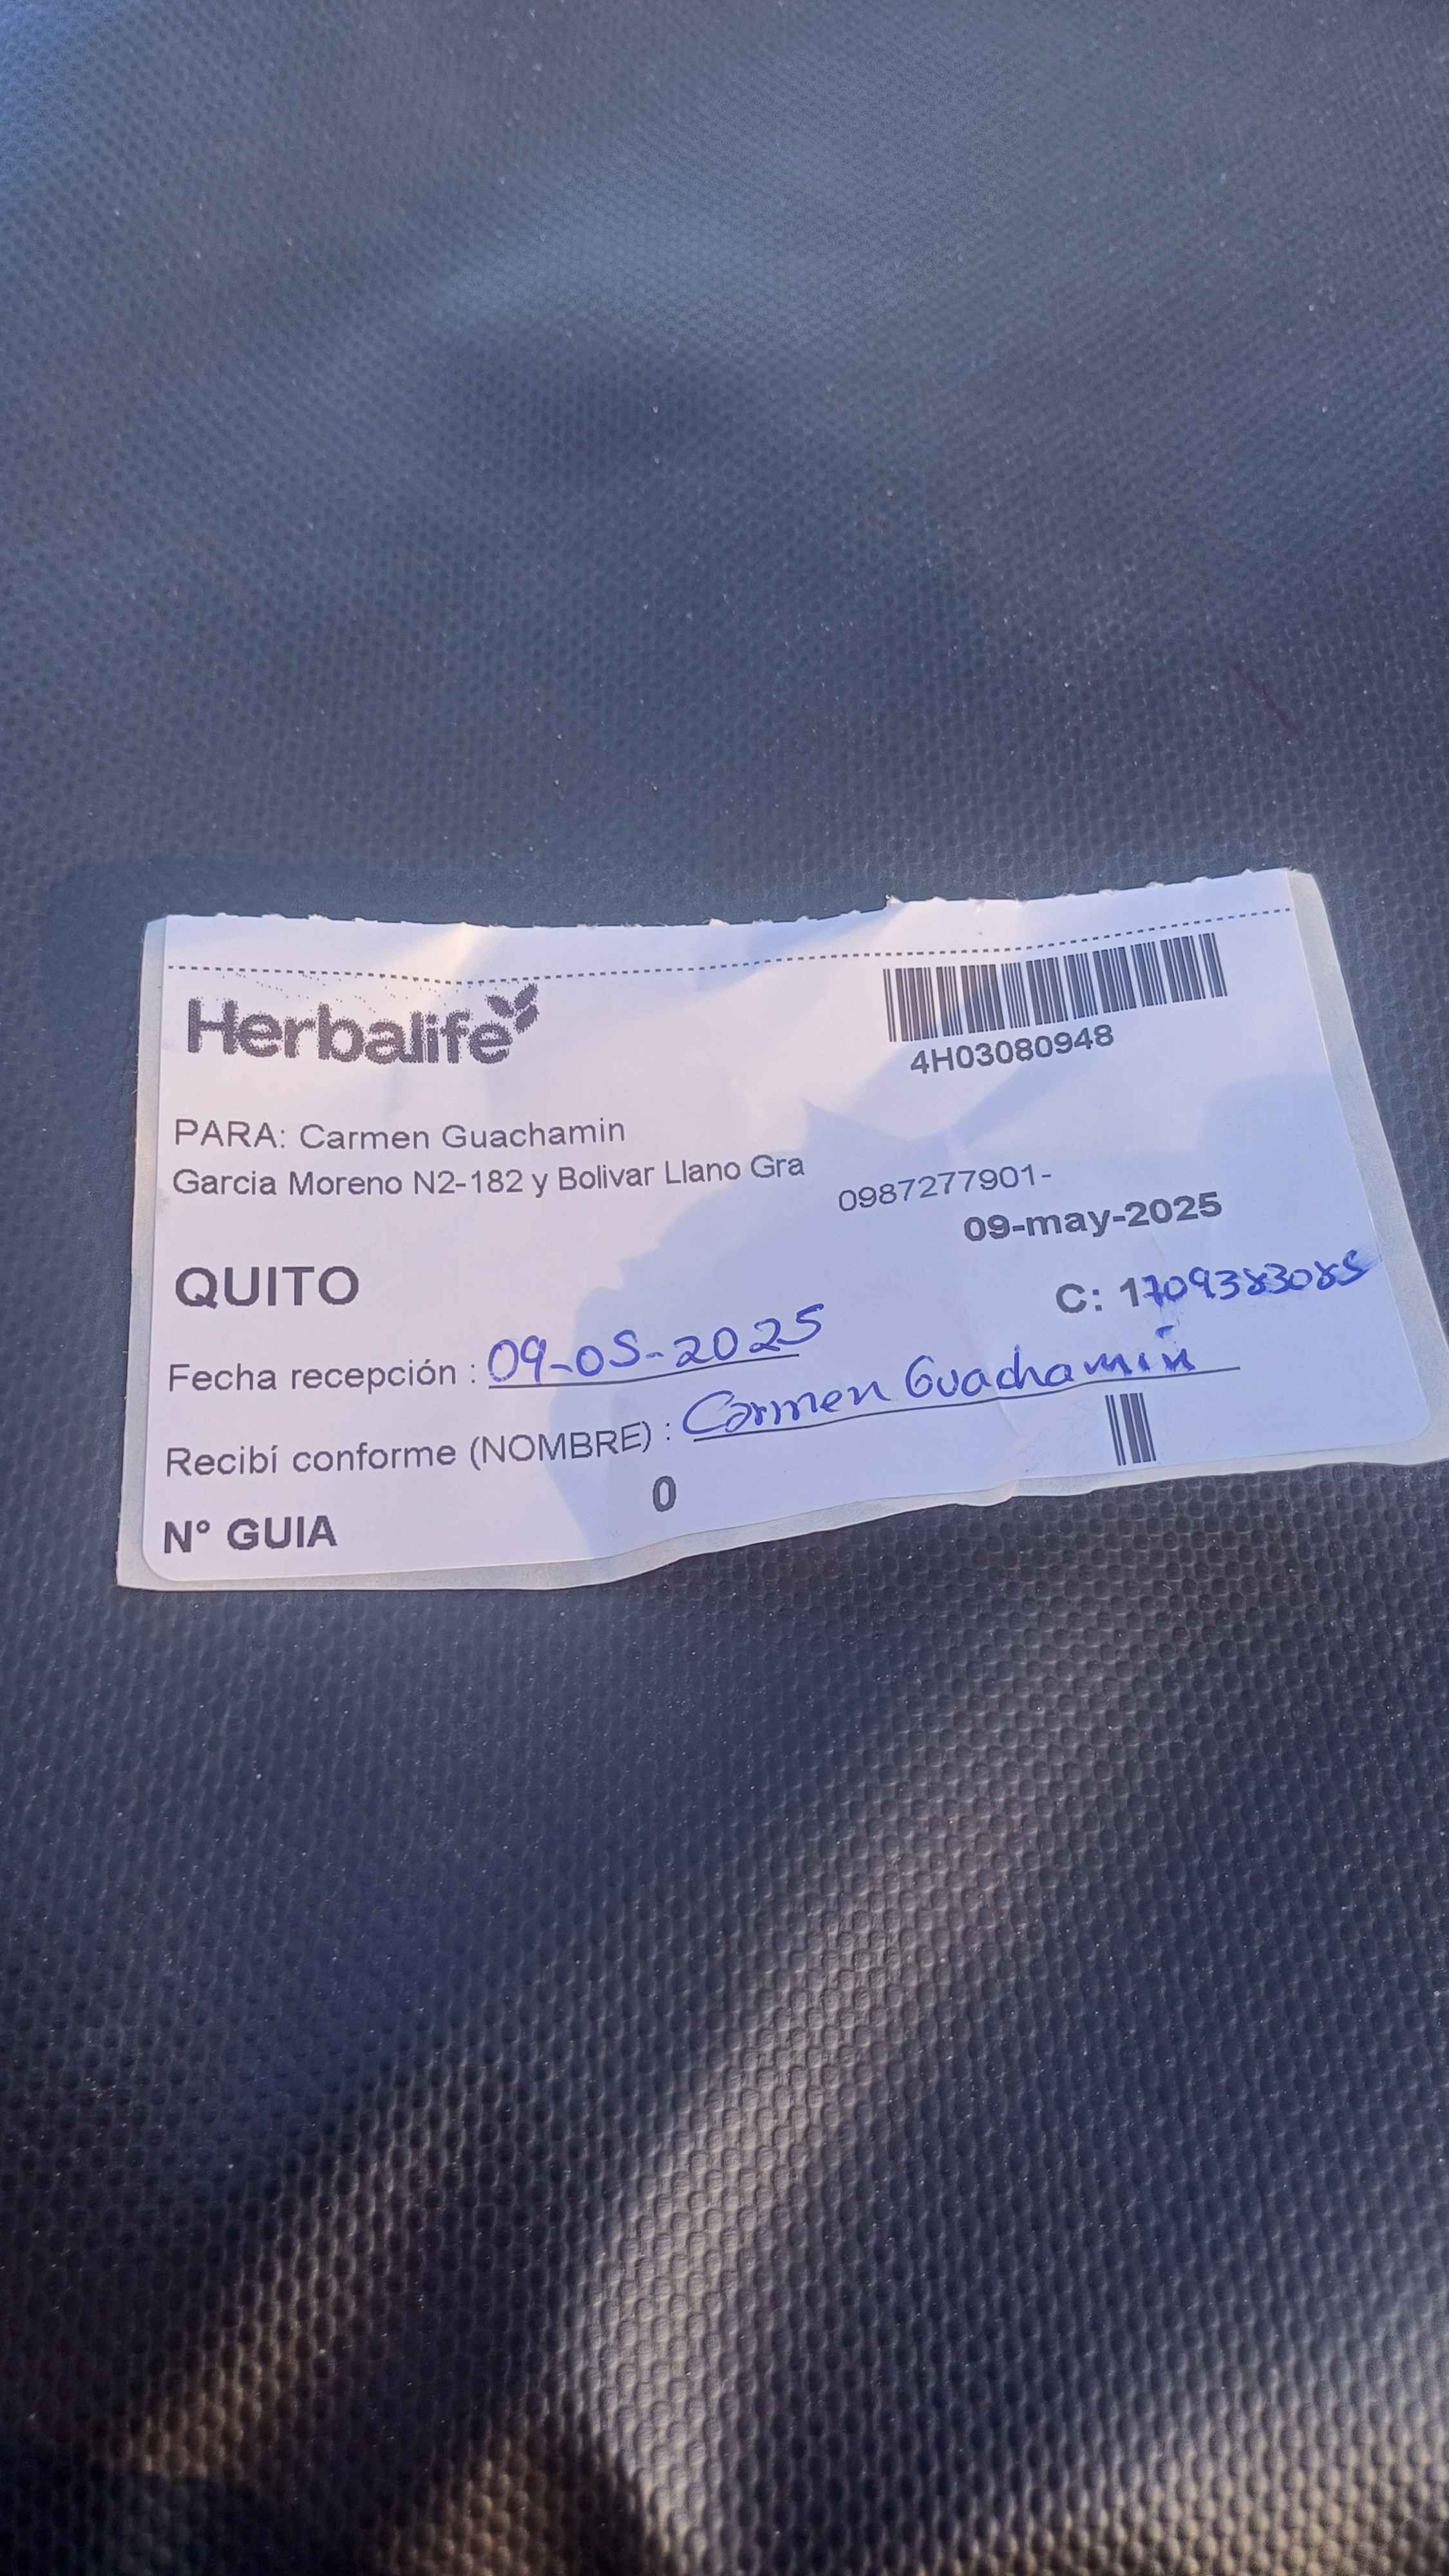 Herbalife
4H03080948
PARA: Carmen Guachamin
Garcia Moreno N2-182 y Bolivar Llano Gra
0987277901-
09-may-2025
QUITO
C: 1709383085
Fecha recepción : 09-05-2025
Recibí conforme (NOMBRE) : Carmen Guachamin
0
N° GUIA